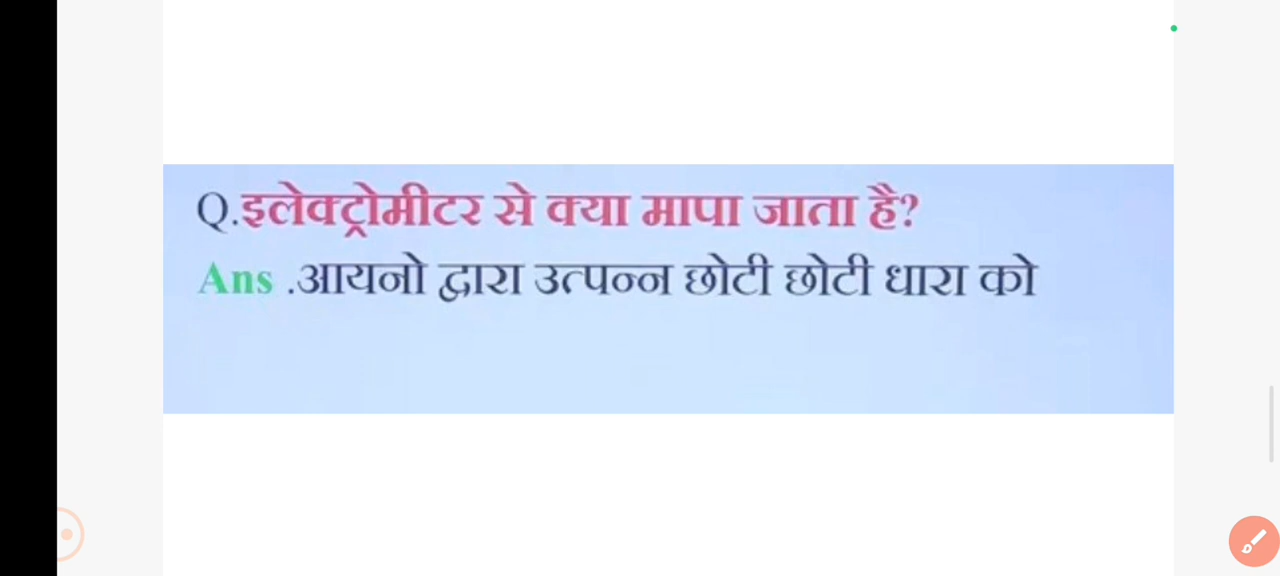 Q.इलेक्ट्रोमीटर से क्या मापा जाता है?
Ans .आयनो द्वारा उत्पन्न छोटी छोटी धारा को